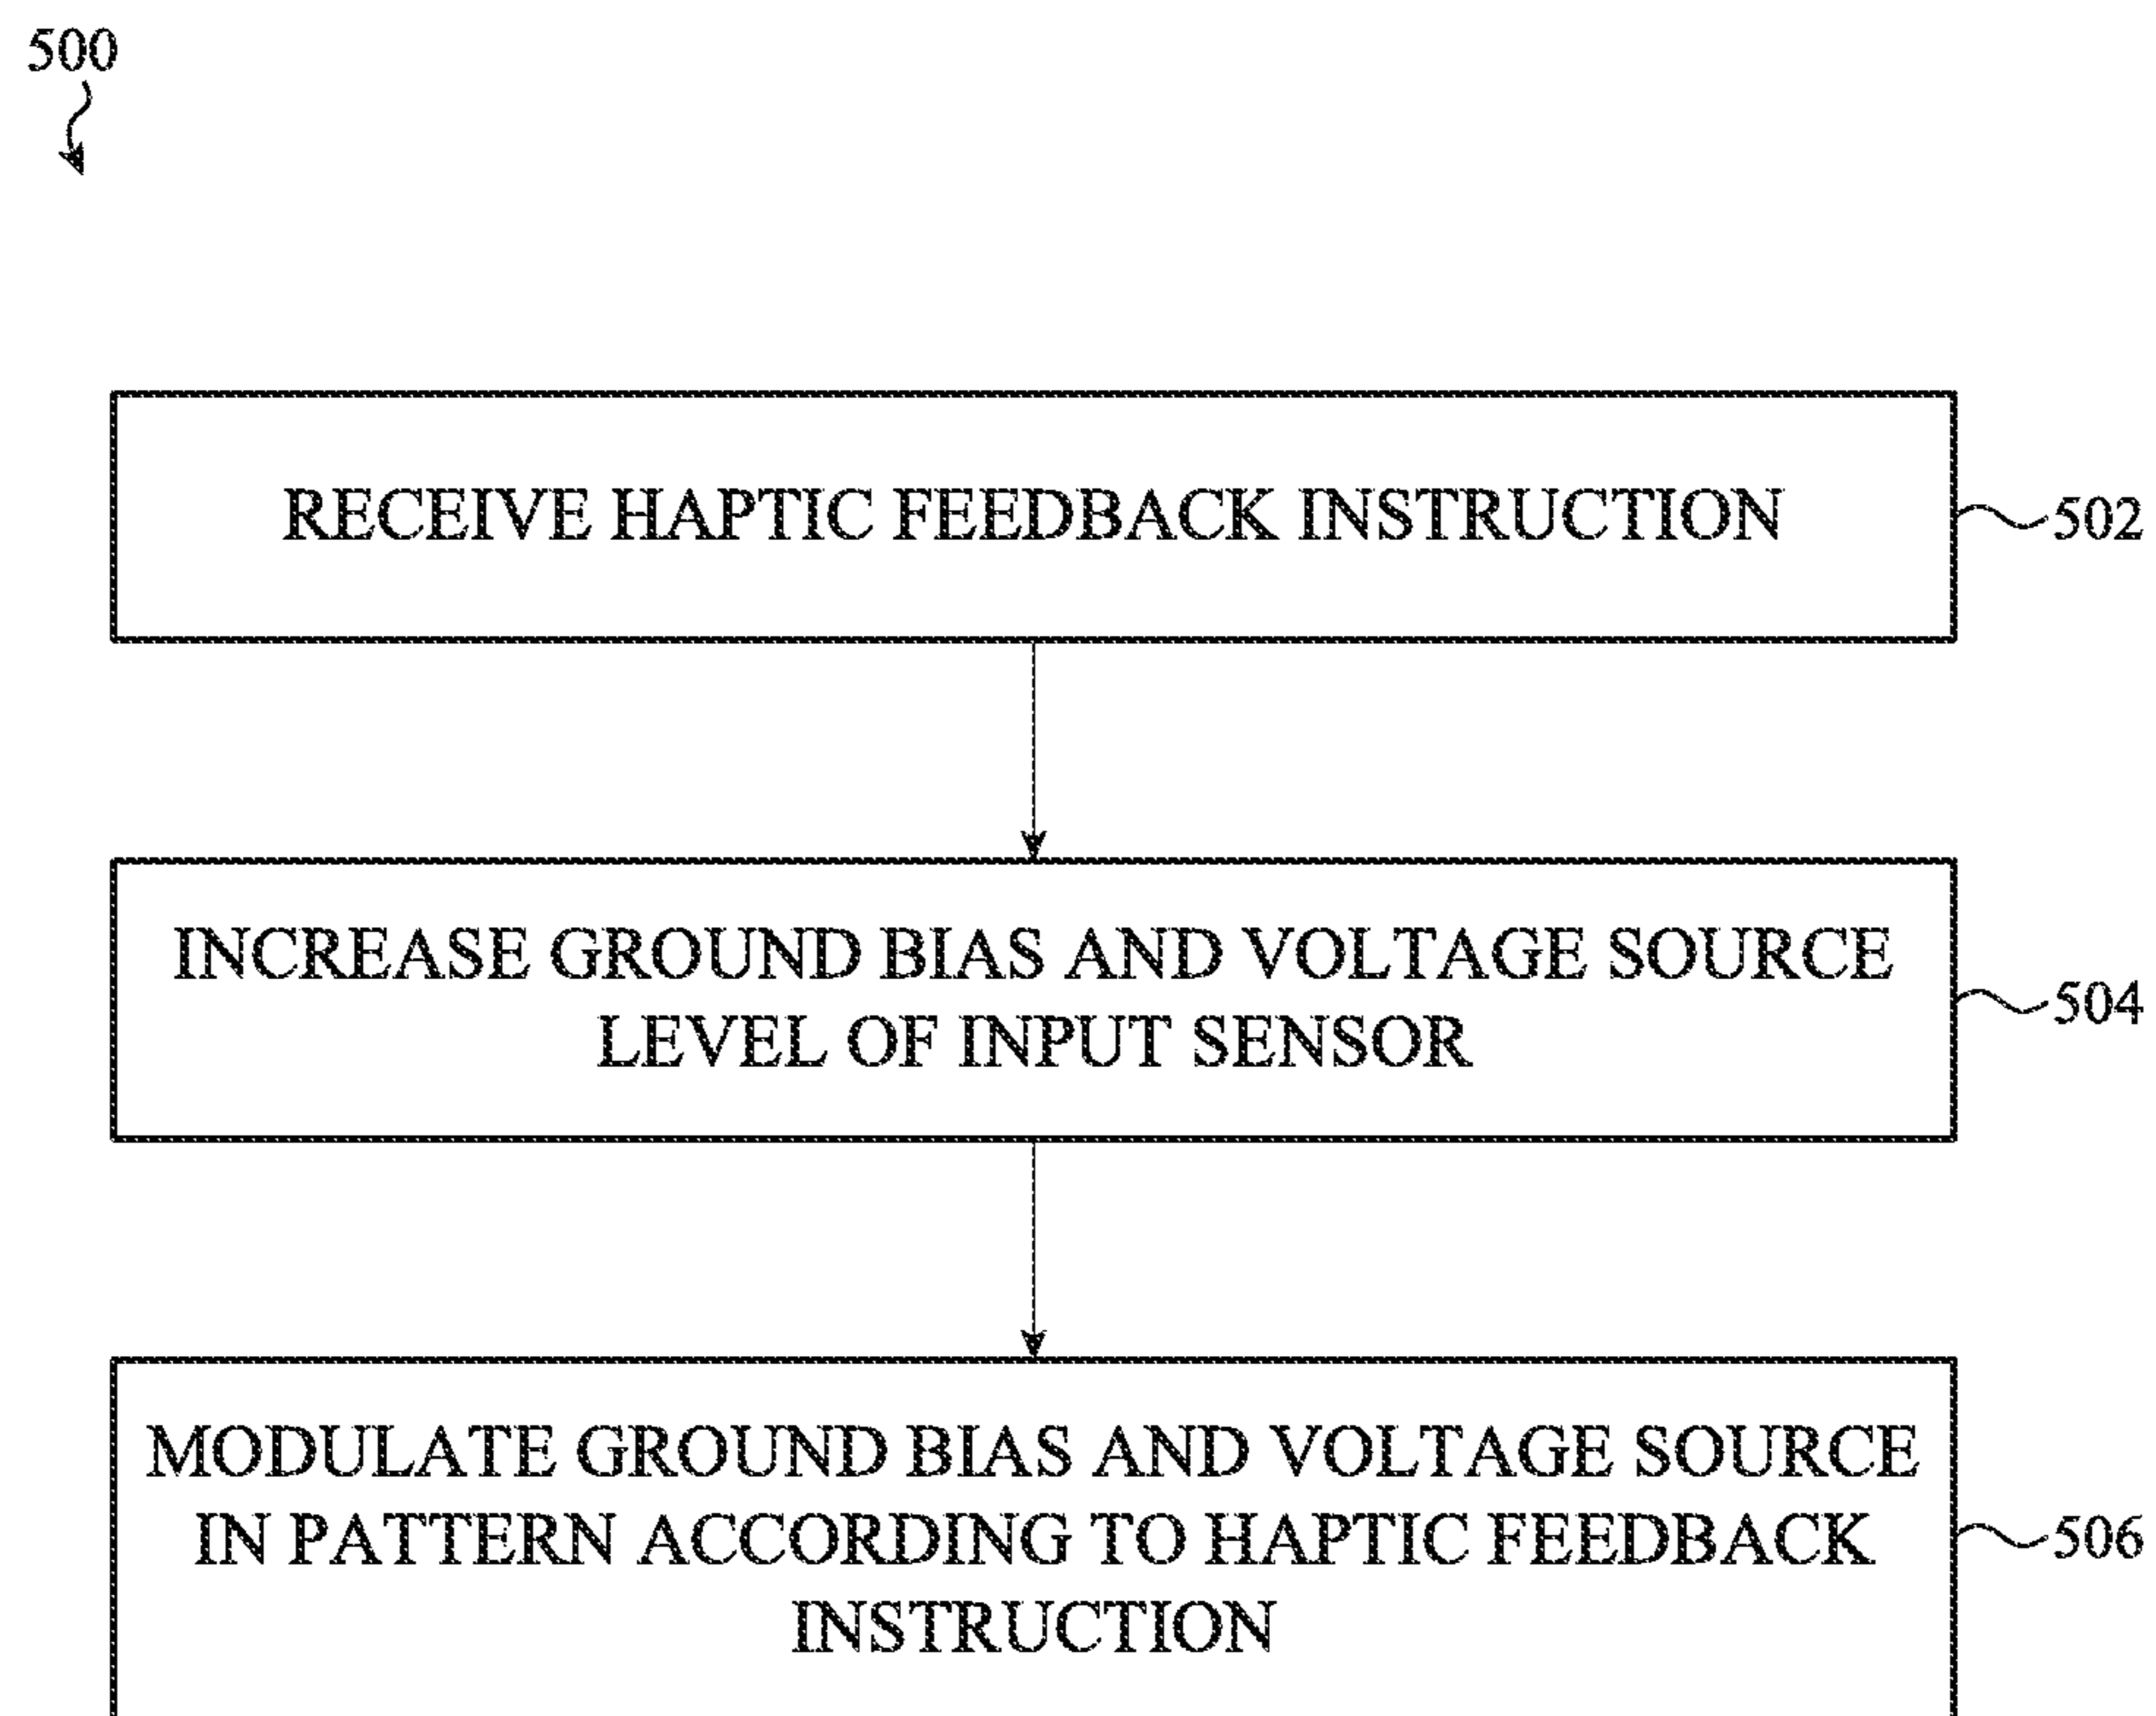 500
RECEIVE HAPTIC FEEDBACK INSTRUCTION
502
INCREASE GROUND BIAS AND VOLTAGE SOURCE
LEVEL OF INPUT SENSOR
504
MODULATE GROUND BIAS AND VOLTAGE SOURCE
IN PATTERN ACCORDING TO HAPTIC FEEDBACK
INSTRUCTION
506